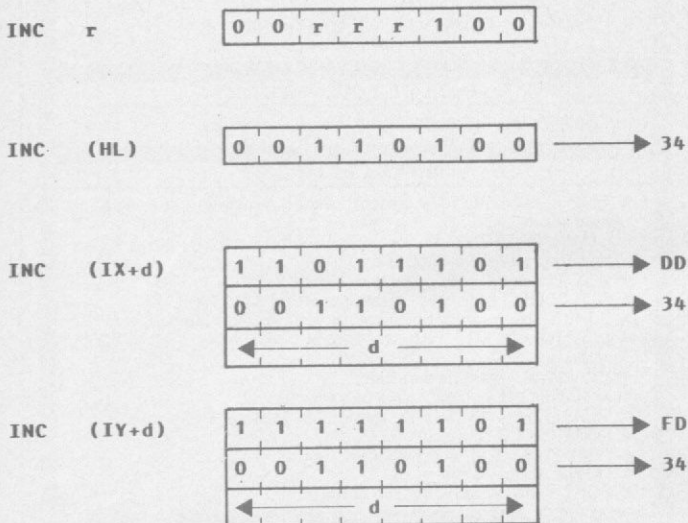 INC r 0 0 r r r 1 0 0
INC (HL) 0 0 1 1 0 1 0 0 34
INC (IX+d) 1 1 0 1 1 1 0 1 DD
0 0 1 1 0 1 0 0 34
d
INC (IY+d) 1 1 1 1 1 1 0 1 FD
0 0 1 1 0 1 0 0 34
d